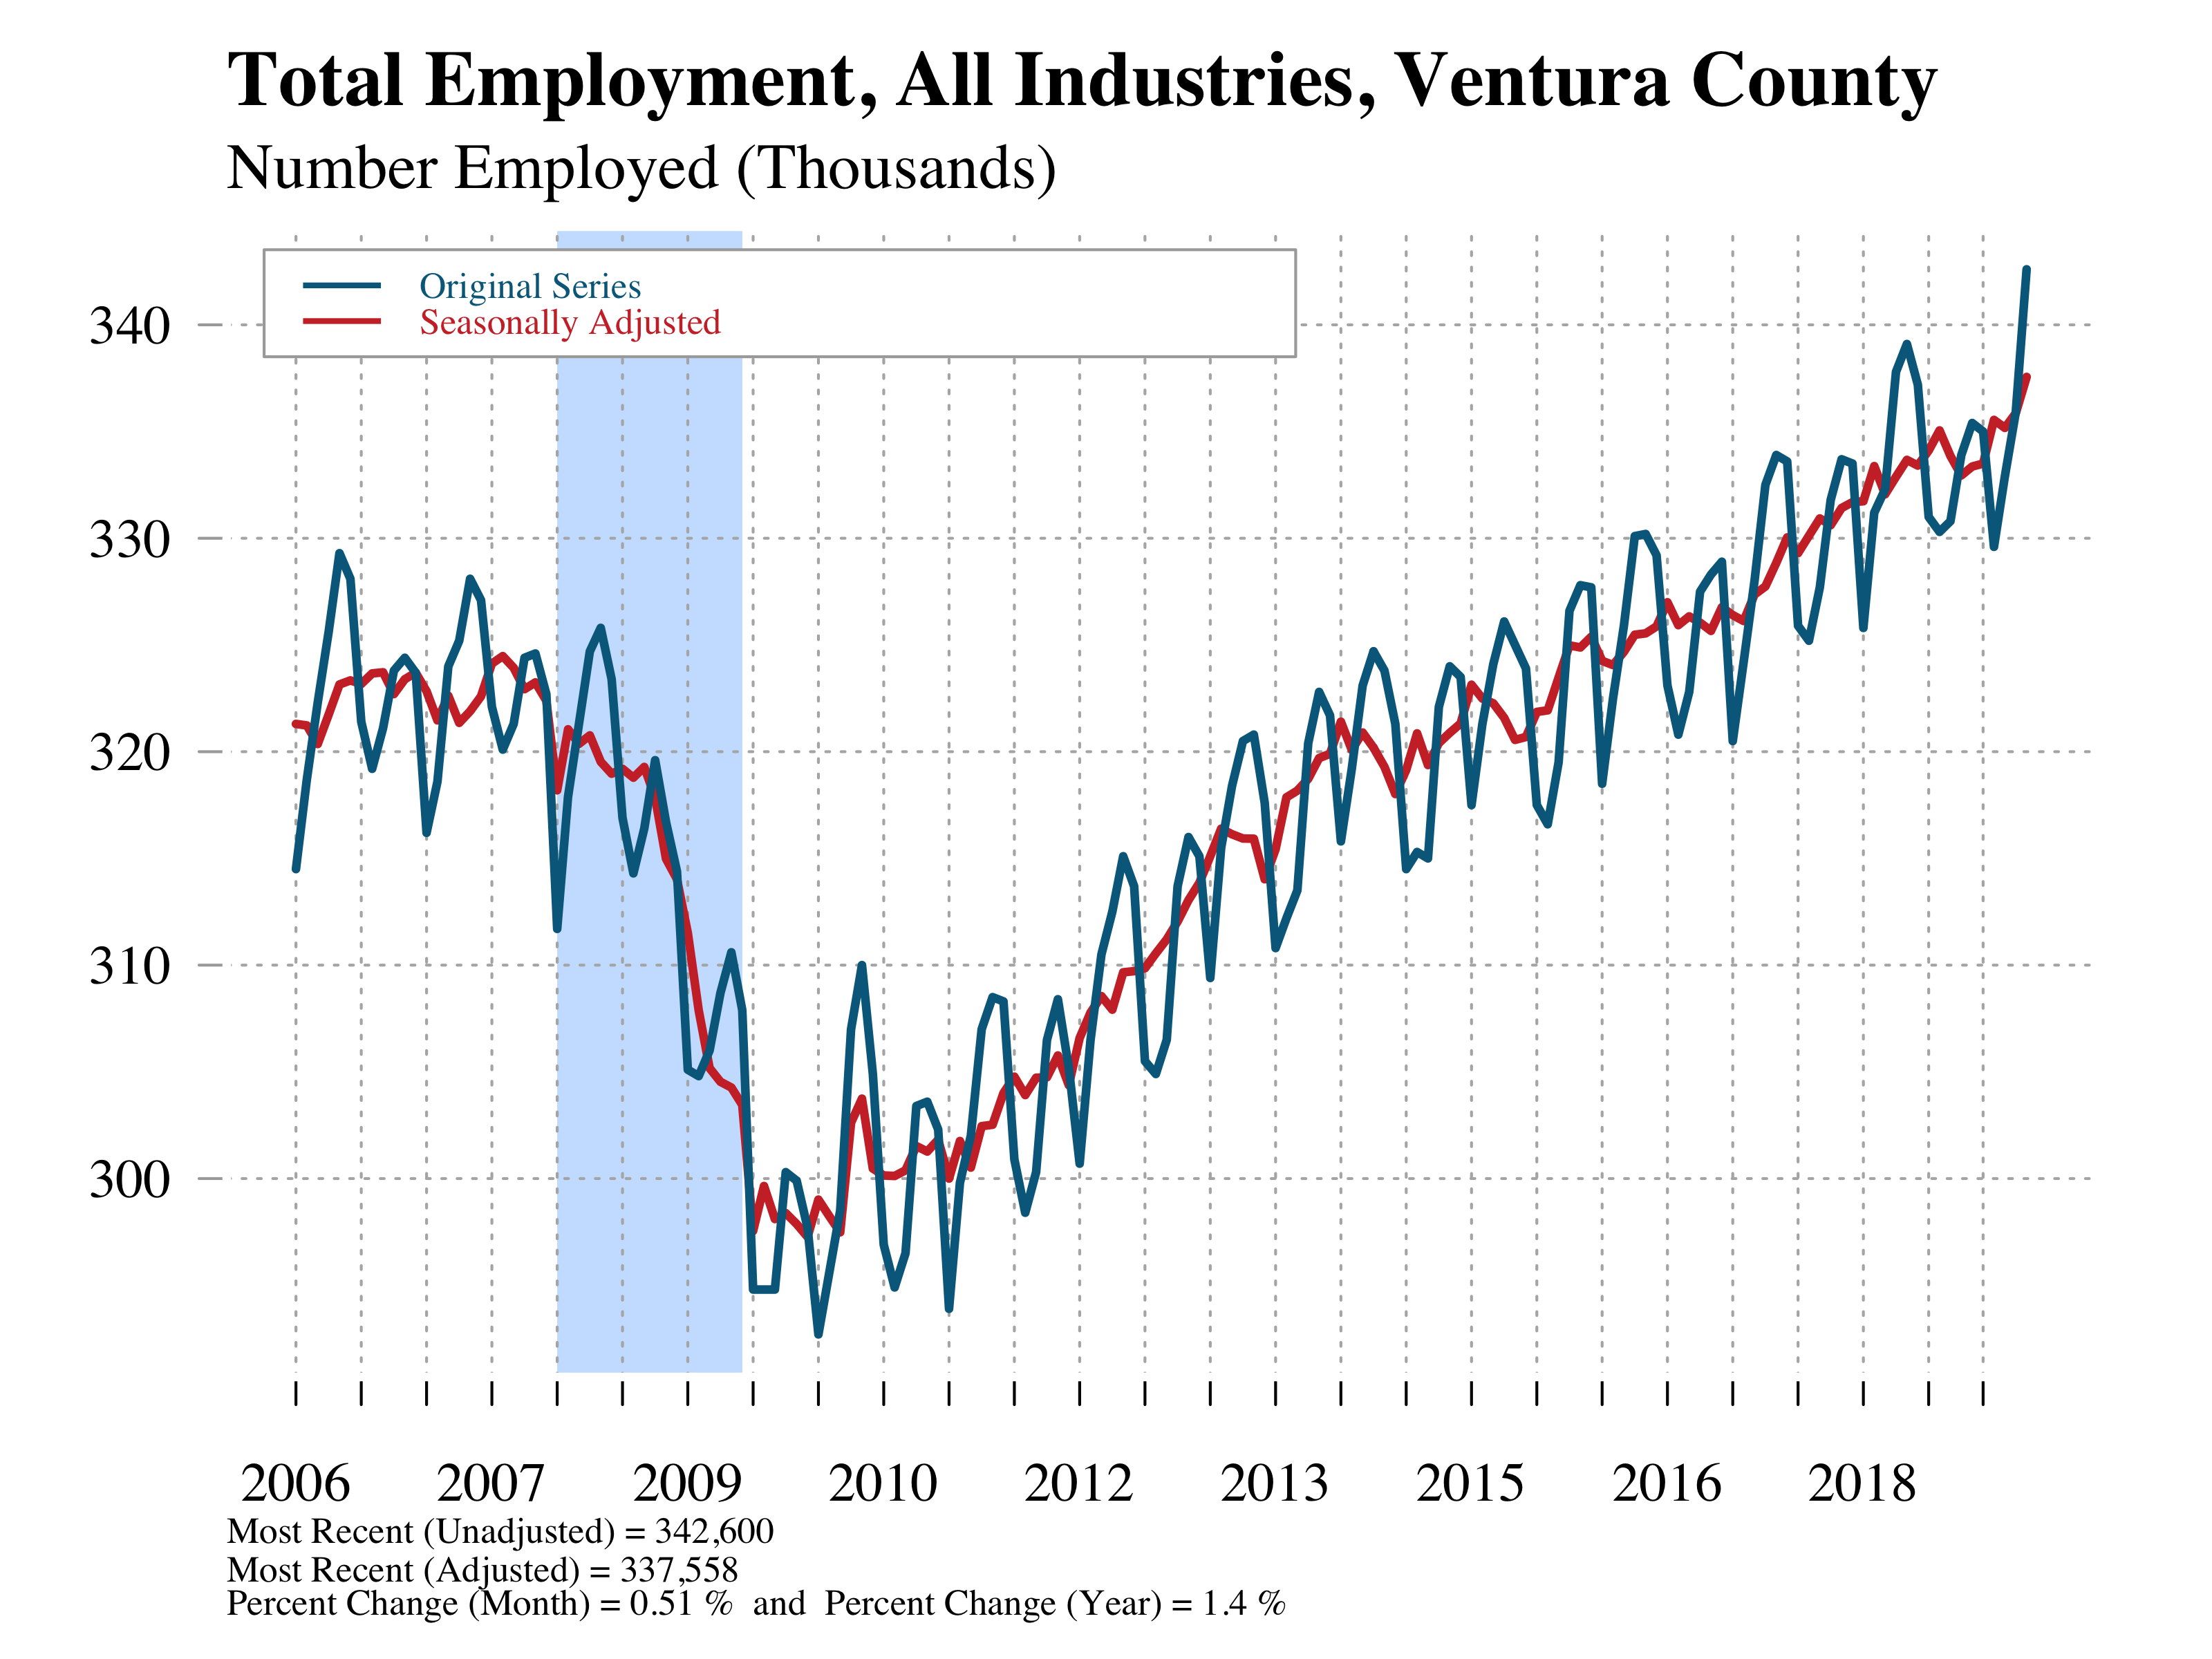 Total Employment, All Industries, Ventura County
Number Employed (Thousands)
Original Series
Seasonally Adjusted
340
330
320
310
300
2006 2007 2009 2010 2012 2013 2015 2016 2018
Most Recent (Unadjusted) = 342,600
Most Recent (Adjusted) = 337,558
Percent Change (Month) = 0.51 % and Percent Change (Year) = 1.4 %